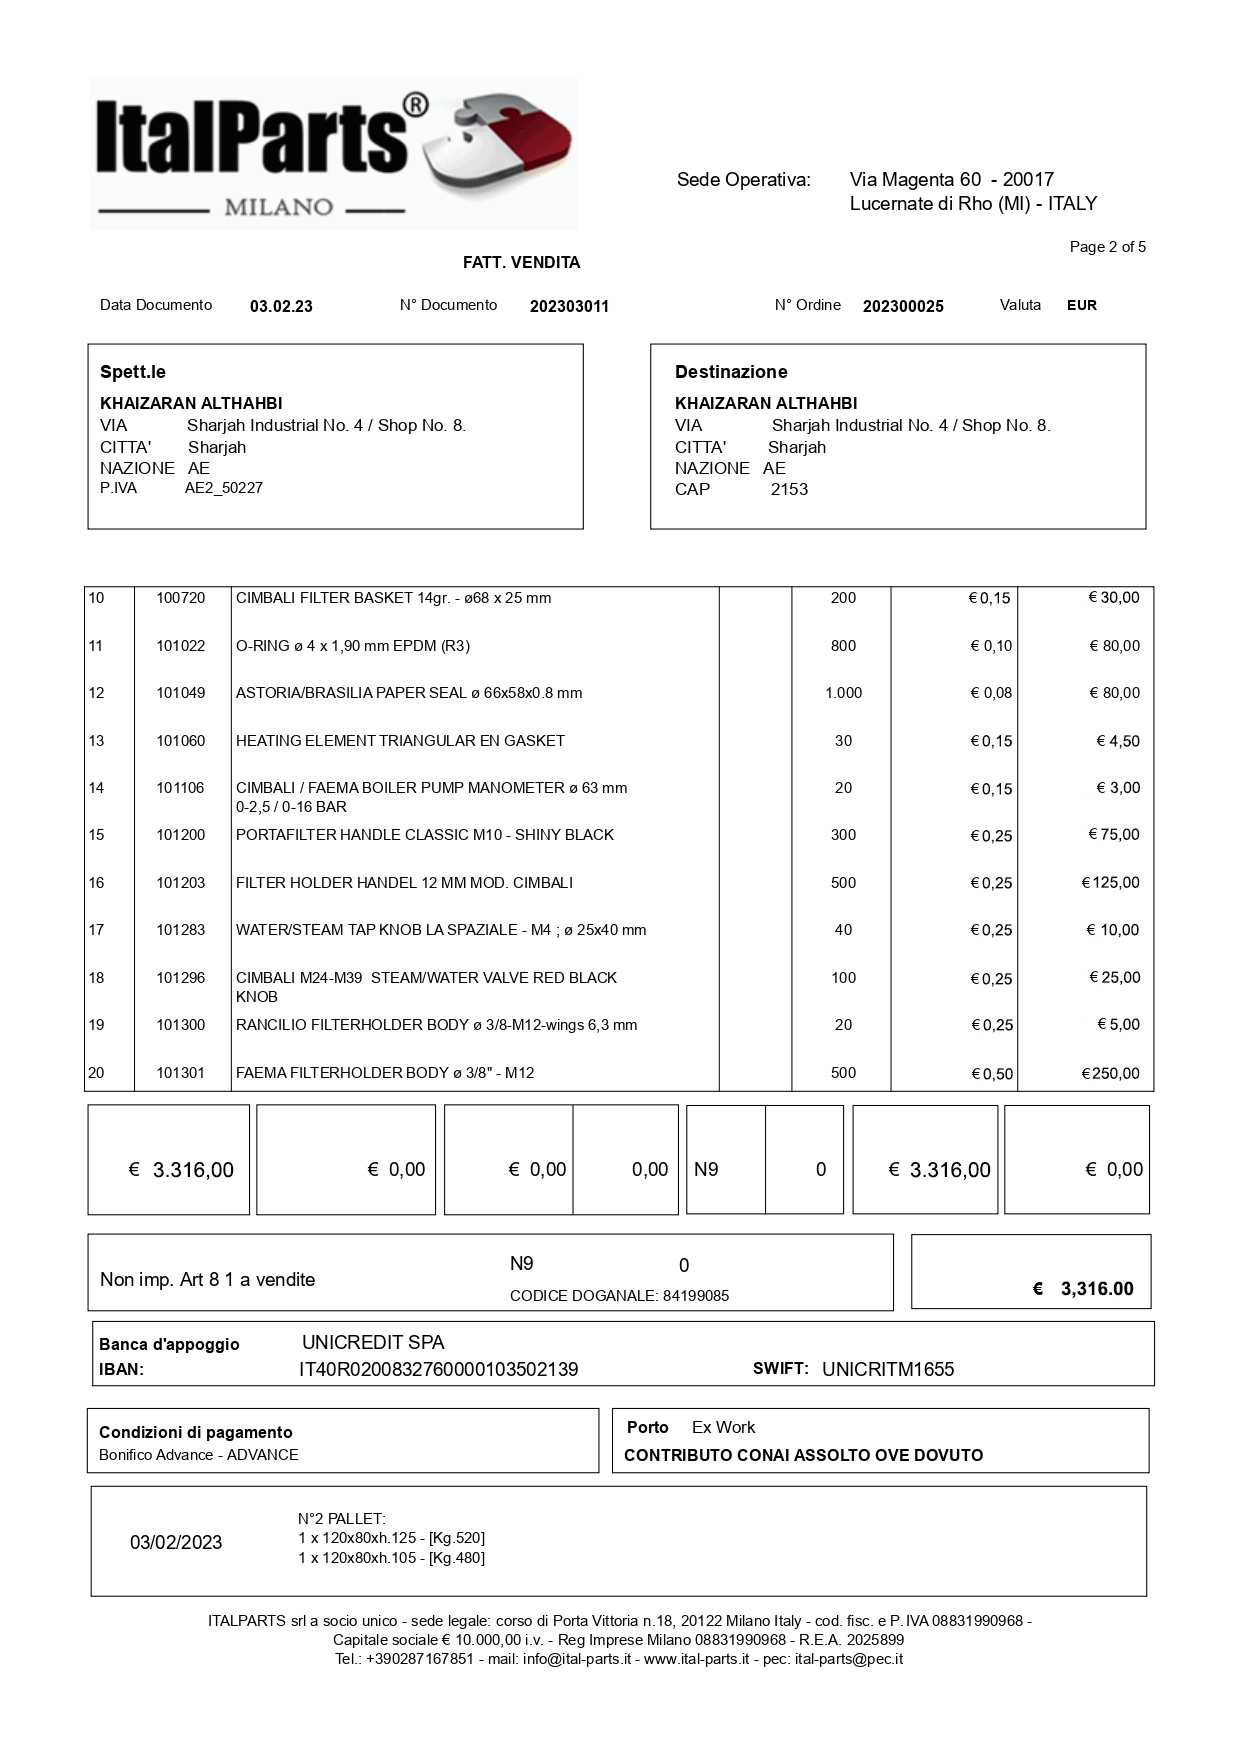 ItalParts®
MILANO
Sede Operativa: Via Magenta 60 - 20017
Lucernate di Rho (MI) - ITALY
Page 2 of 5
FATT. VENDITA
Data Documento 03.02.23 N° Documento 202303011 N° Ordine 202300025 Valuta EUR
Spett.le
KHAIZARAN ALTHAHBI
VIA Sharjah Industrial No. 4 / Shop No. 8.
CITTA' Sharjah
NAZIONE AE
P.IVA AE2_50227
Destinazione
KHAIZARAN ALTHAHBI
VIA Sharjah Industrial No. 4 / Shop No. 8.
CITTA' Sharjah
NAZIONE AE
CAP 2153
10 100720 CIMBALI FILTER BASKET 14gr. - ø68 x 25 mm 200 € 0,15 € 30,00
11 101022 O-RING ø 4 x 1,90 mm EPDM (R3) 800 € 0,10 € 80,00
12 101049 ASTORIA/BRASILIA PAPER SEAL ø 66x58x0.8 mm 1.000 € 0,08 € 80,00
13 101060 HEATING ELEMENT TRIANGULAR EN GASKET 30 € 0,15 € 4,50
14 101106 CIMBALI / FAEMA BOILER PUMP MANOMETER ø 63 mm 20 € 0,15 € 3,00
0-2,5 / 0-16 BAR
15 101200 PORTAFILTER HANDLE CLASSIC M10 - SHINY BLACK 300 € 0,25 € 75,00
16 101203 FILTER HOLDER HANDEL 12 MM MOD. CIMBALI 500 € 0,25 € 125,00
17 101283 WATER/STEAM TAP KNOB LA SPAZIALE - M4 ; ø 25x40 mm 40 € 0,25 € 10,00
18 101296 CIMBALI M24-M39 STEAM/WATER VALVE RED BLACK 100 € 0,25 € 25,00
KNOB
19 101300 RANCILIO FILTERHOLDER BODY ø 3/8-M12-wings 6,3 mm 20 € 0,25 € 5,00
20 101301 FAEMA FILTERHOLDER BODY ø 3/8" - M12 500 € 0,50 € 250,00
€ 3.316,00 € 0,00 € 0,00 0,00 N9 0 € 3.316,00 € 0,00
N9 0
Non imp. Art 8 1 a vendite
CODICE DOGANALE: 84199085
€ 3,316.00
Banca d'appoggio UNICREDIT SPA
IBAN: IT40R0200832760000103502139 SWIFT: UNICRITM1655
Condizioni di pagamento
Bonifico Advance - ADVANCE
Porto Ex Work
CONTRIBUTO CONAI ASSOLTO OVE DOVUTO
03/02/2023
N°2 PALLET:
1 x 120x80xh.125 - [Kg.520]
1 x 120x80xh.105 - [Kg.480]
ITALPARTS srl a socio unico - sede legale: corso di Porta Vittoria n.18, 20122 Milano Italy - cod. fisc. e P.IVA 08831990968 -
Capitale sociale € 10.000,00 i.v. - Reg Imprese Milano 08831990968 - R.E.A. 2025899
Tel.: +390287167851 - mail: info@ital-parts.it - www.ital-parts.it - pec: ital-parts@pec.it